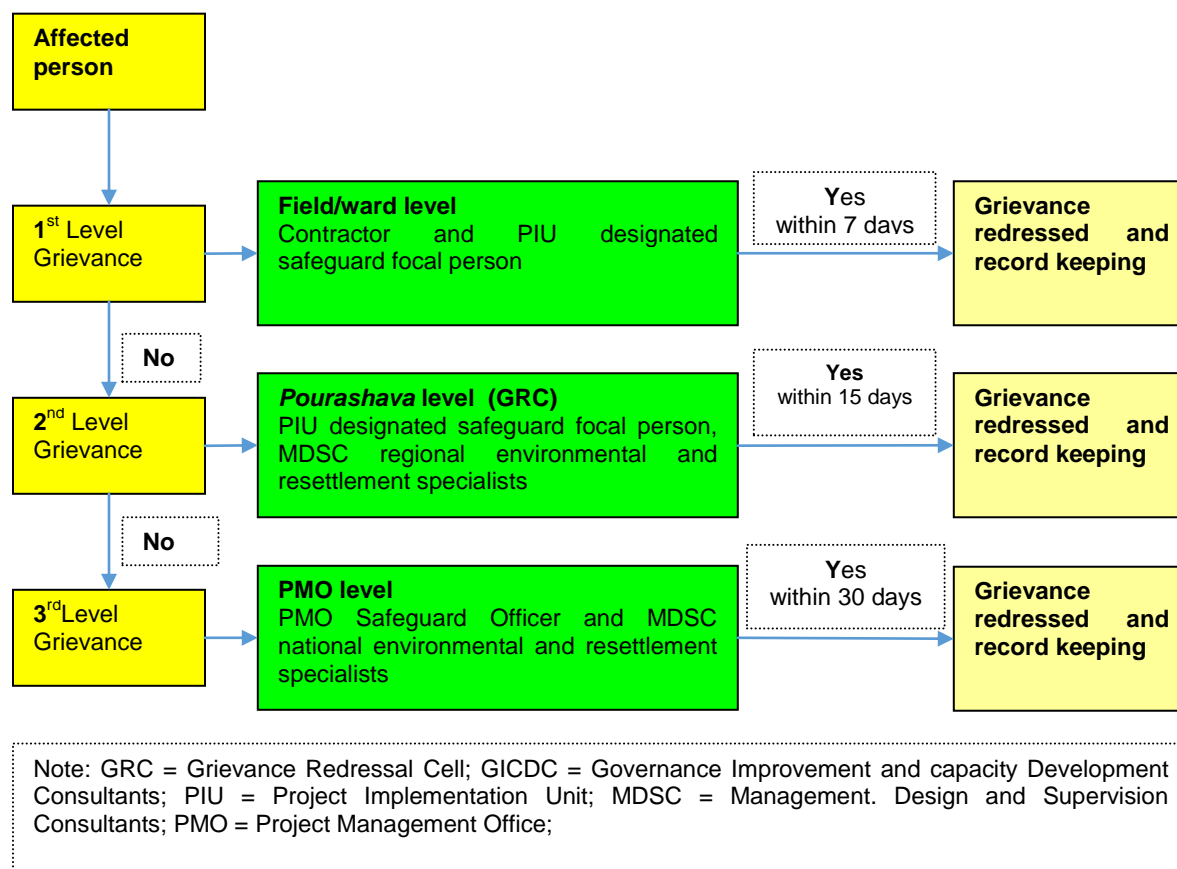 Affected
person
1st Level
Grievance
Field/ward level
Contractor and PIU designated
safeguard focal person
Yes
within 7 days
Grievance
redressed and
record keeping
No
2nd Level
Grievance
Pourashava level (GRC)
PIU designated safeguard focal person,
MDSC regional environmental and
resettlement specialists
Yes
within 15 days
Grievance
redressed and
record keeping
No
3rdLevel
Grievance
PMO level
PMO Safeguard Officer and MDSC
national environmental and resettlement
specialists
Yes
within 30 days
Grievance
redressed and
record keeping
Note: GRC = Grievance Redressal Cell; GICDC = Governance Improvement and capacity Development
Consultants; PIU = Project Implementation Unit; MDSC = Management. Design and Supervision
Consultants; PMO = Project Management Office;